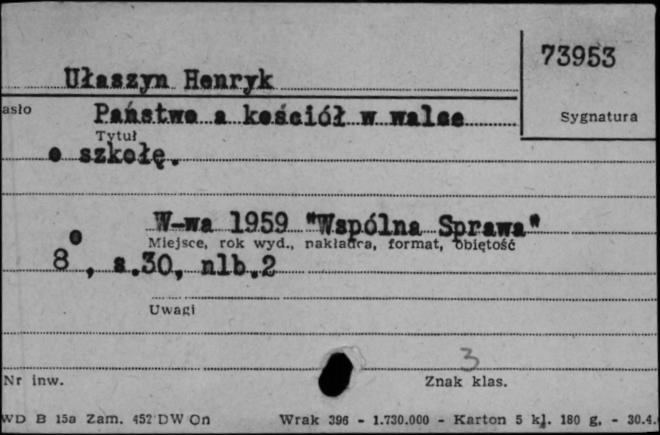 73953
Ułaszyn Henryk
asło
Państwo a kościół w walce
Sygnatura
Tytuł
o szkołę.
W-wa 1959 "Wspólna Sprawa"
Miejsce, rok wyd., nakładca, format, objętość
8°, s.30, nlb.2
Uwagi
3
Nr inw.
Znak klas.
WD B 15a Zam. 452 DW On Wrak 396 - 1.730.000 - Karton 5 kl. 180 g. - 30.4.